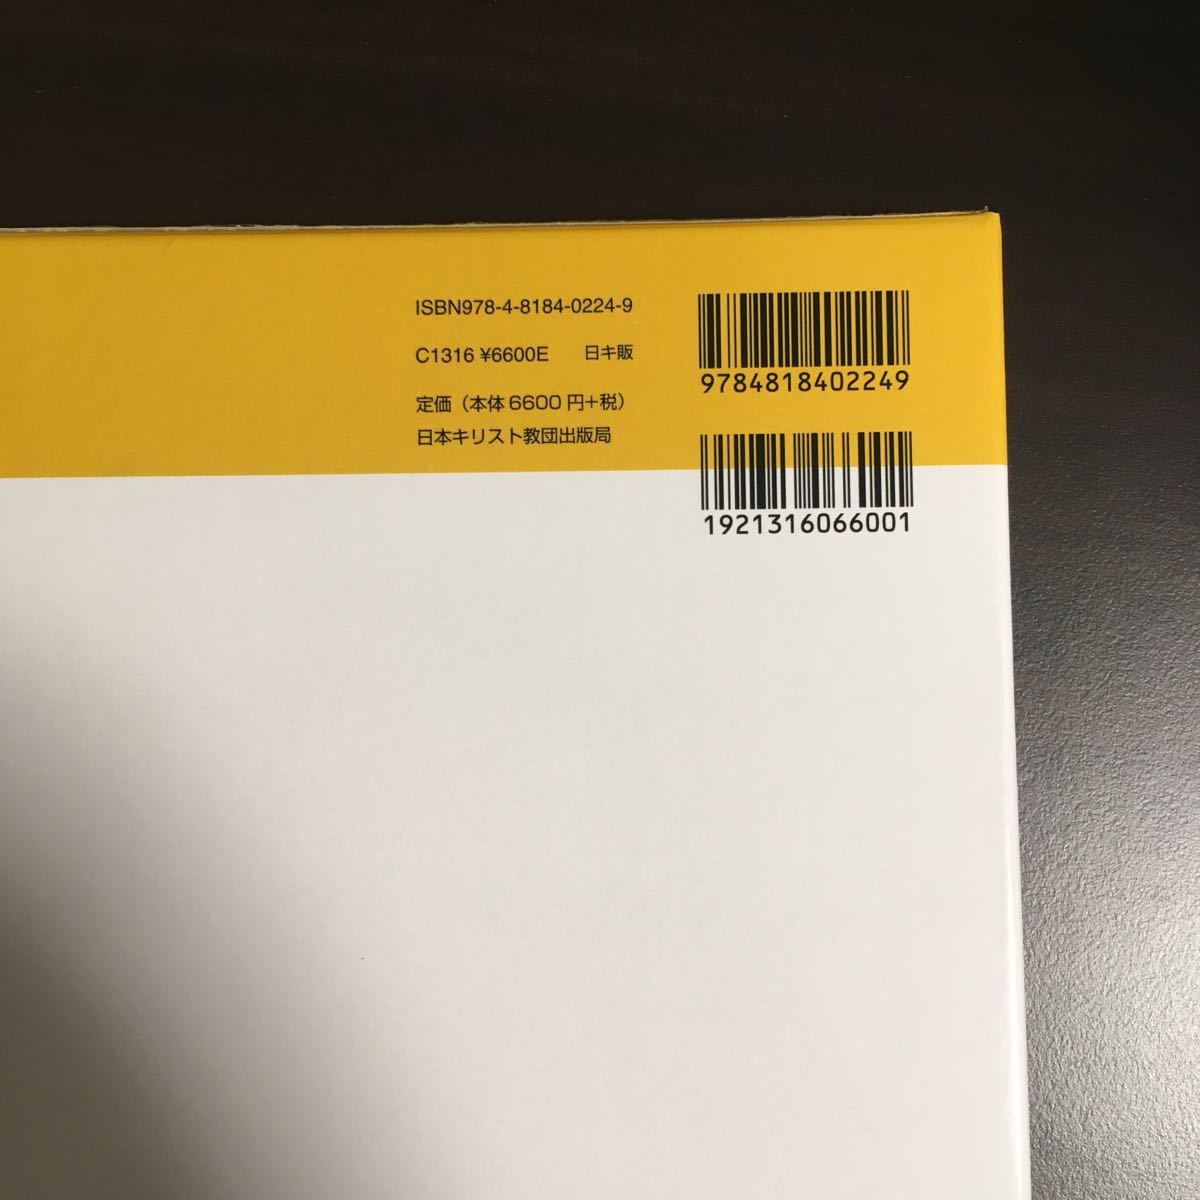 ISBN978-4-8184-0224-9
C1316 ¥6600E 日キ販
定価（本体6600円+税）
日本キリスト教団出版局
9784818402249
1921316066001